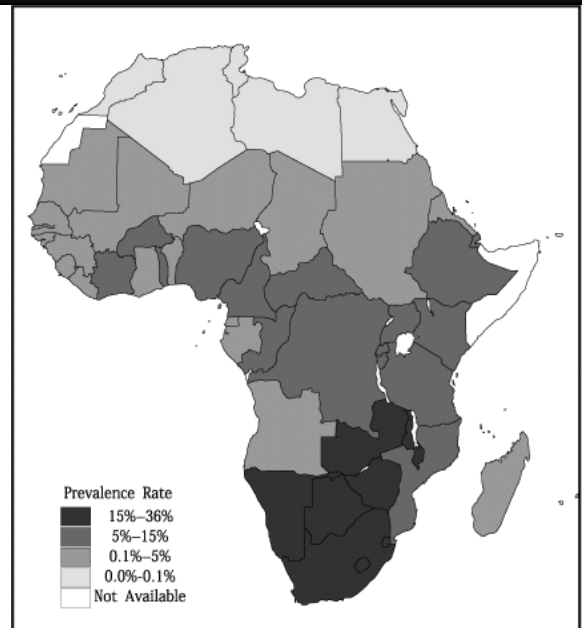 Prevalence Rate
15%–36%
5%–15%
0.1%–5%
0.0%-0.1%
Not Available